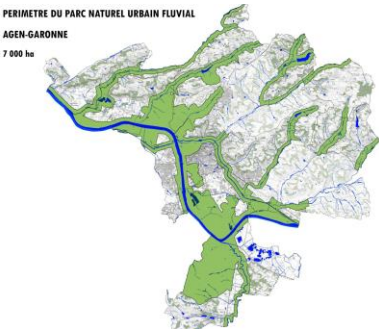 PERIMETRE DU PARC NATUREL URBAIN FLUVIAL
AGEN-GARONNE
7 000 ha